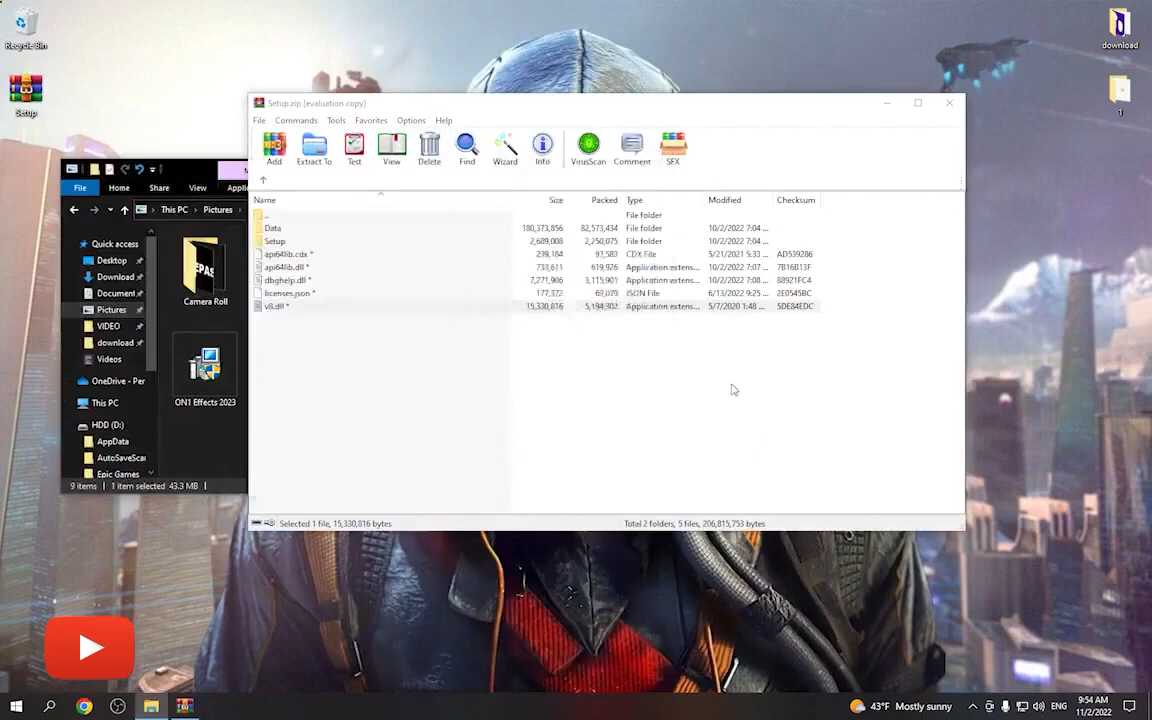 Recycle Bin
Setup
download
1
Setup.zip (evaluation copy)
File Commands Tools Favorites Options Help
Add Extract To Test View Delete Find Wizard Info VirusScan Comment SFX
Name Size Packed Type Modified Checksum
.. File folder
Data 180,373,856 82,573,434 File folder 10/2/2022 7:04 ...
Setup 2,689,008 2,250,075 File folder 10/2/2022 7:04 ...
api64lib.cdx * 239,184 97,583 CDX File 5/21/2021 5:33 ... AD539286
api64lib.dll * 733,611 619,926 Application extens... 10/2/2022 7:07 ... 7B16B13F
dbghelp.dll * 7,271,906 3,115,901 Application extens... 10/2/2022 7:08 ... 88921FC4
licenses.json * 177,372 JSON File 6/13/2022 9:25 ... 2E0545BC
v8.dll * 15,330,816 Application extens... 5/7/2020 1:48 ... 5DE84EDC
Selected 1 file, 15,330,816 bytes Total 2 folders, 5 files, 206,815,753 bytes
File Home Share View Appli
This PC > Pictures >
Quick access
Desktop
Download
Document
Pictures
VIDEO
download
Videos
OneDrive - Per
This PC
HDD (D:)
AppData
AutoSaveScar
Epic Games
Camera Roll
ON1 Effects 2023
9 items 1 item selected 43.3 MB
43°F Mostly sunny
ENG
9:54 AM
11/2/2022